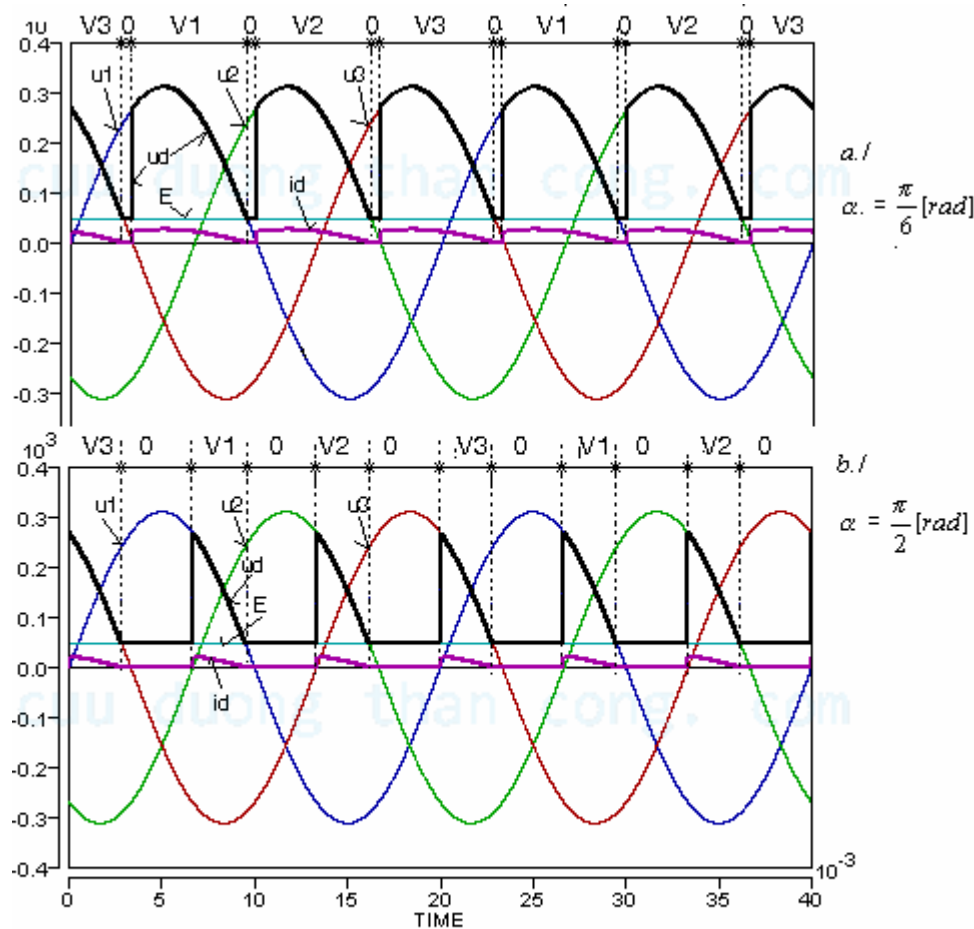 V3 0 V1 0 V2 0 V3 0 V1 0 V2 0 V3
0.4
0.3
0.2
0.1
0.0
-0.1
-0.2
-0.3
u1
u2
u3
ud
E
id
a./
α. = π/6 [rad]
cuu duong than cong. com
10³
V3 0 V1 0 V2 0 V3 0 V1 0 V2 0
0.4
0.3
0.2
0.1
0.0
-0.1
-0.2
-0.3
-0.4
u1
u2
u3
ud
E
id
b./
α = π/2 [rad]
cuu duong than cong. com
0 5 10 15 20 25 30 35 40
10⁻³
TIME